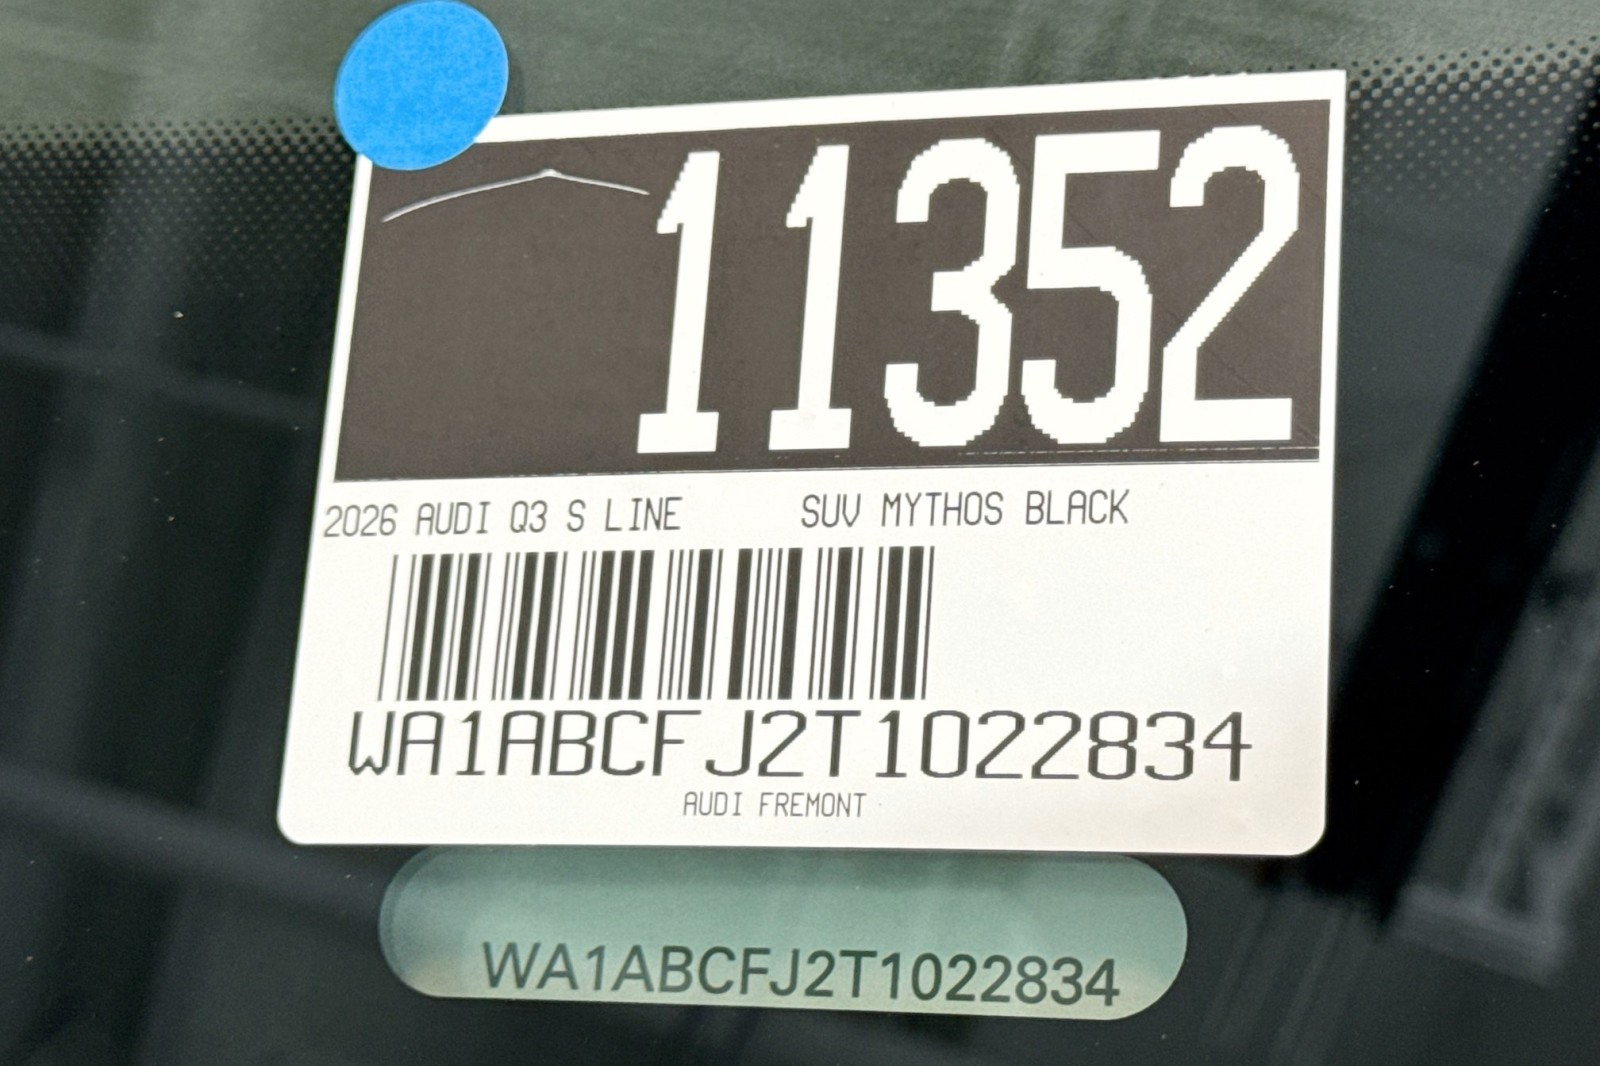 11352
2026 AUDI Q3 S LINE SUV MYTHOS BLACK
WA1ABCFJ2T1022834
AUDI FREMONT
WA1ABCFJ2T1022834